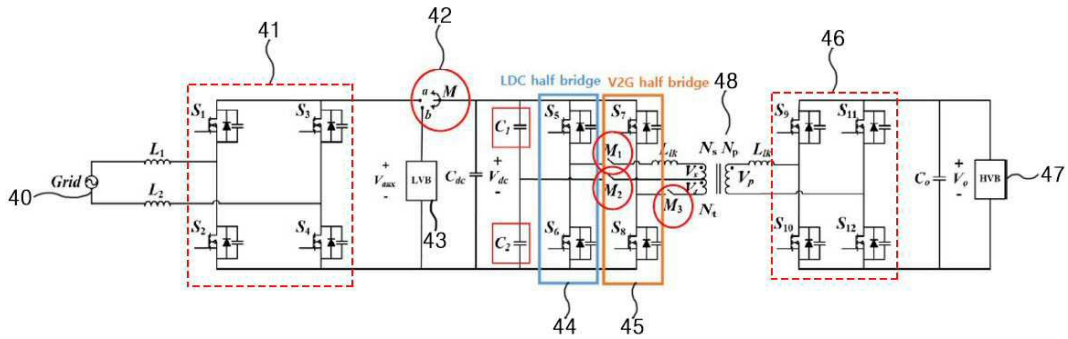 41
42
46
LDC half bridge
V2G half bridge
48
a
M
b
S1
S3
C1
S5
S7
S9
S11
M1
Llk
Ns
Np
Llk
L1
L2
Grid
40
+
Vaux
-
LVB
43
Cdc
+
Vdc
-
M2
Vs
Vt
Vp
M3
Nt
Co
+
Vo
-
HVB
47
S2
S4
C2
S6
S8
S10
S12
44
45